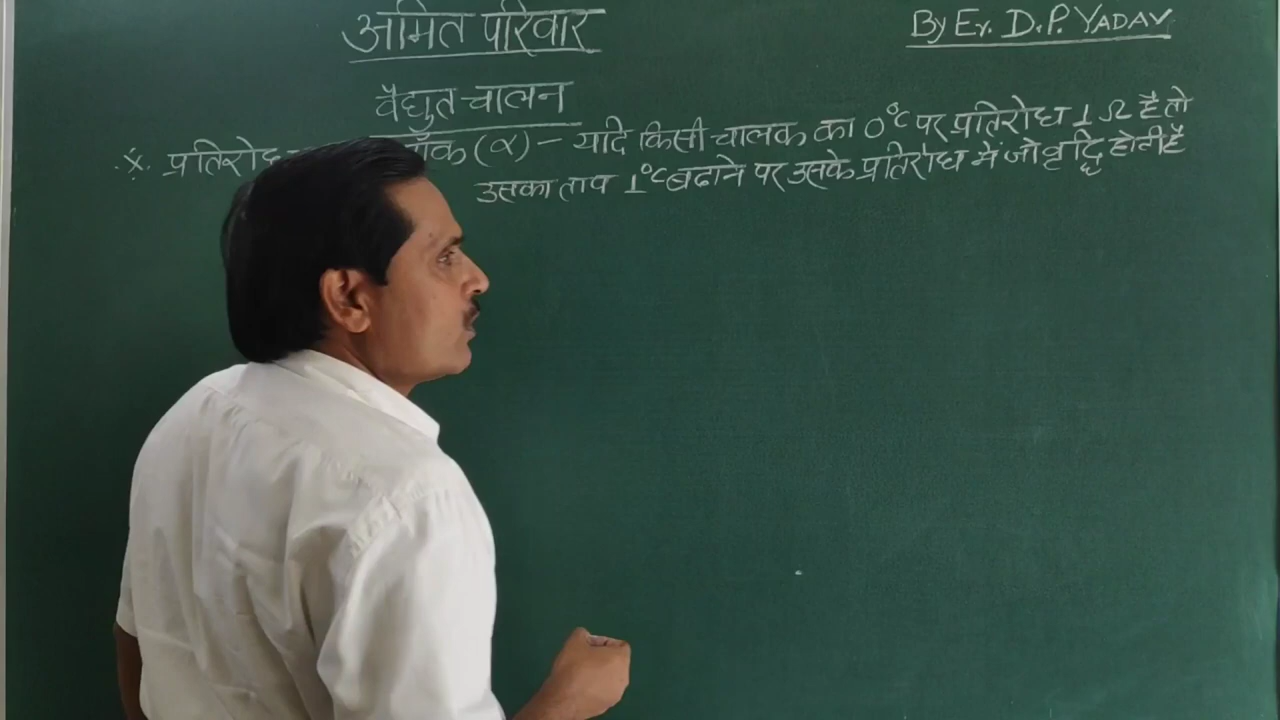 अमित परिवार
By Er. D.P. YADAV
वैद्युत चालन
* प्रतिरोध (α) - यदि किसी चालक का 0°C पर प्रतिरोध 1 Ω है तो
उसका ताप 1°C बढाने पर उसके प्रतिरोध में जो वृद्धि होती है